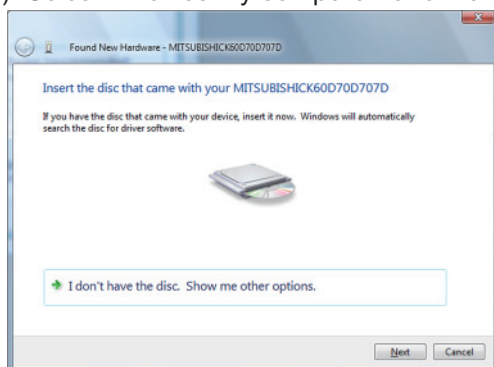 Found New Hardware - MITSUBISHICK60D70D707D
Insert the disc that came with your MITSUBISHICK60D70D707D
If you have the disc that came with your device, insert it now. Windows will automatically
search the disc for driver software.
I don't have the disc. Show me other options.
Next Cancel